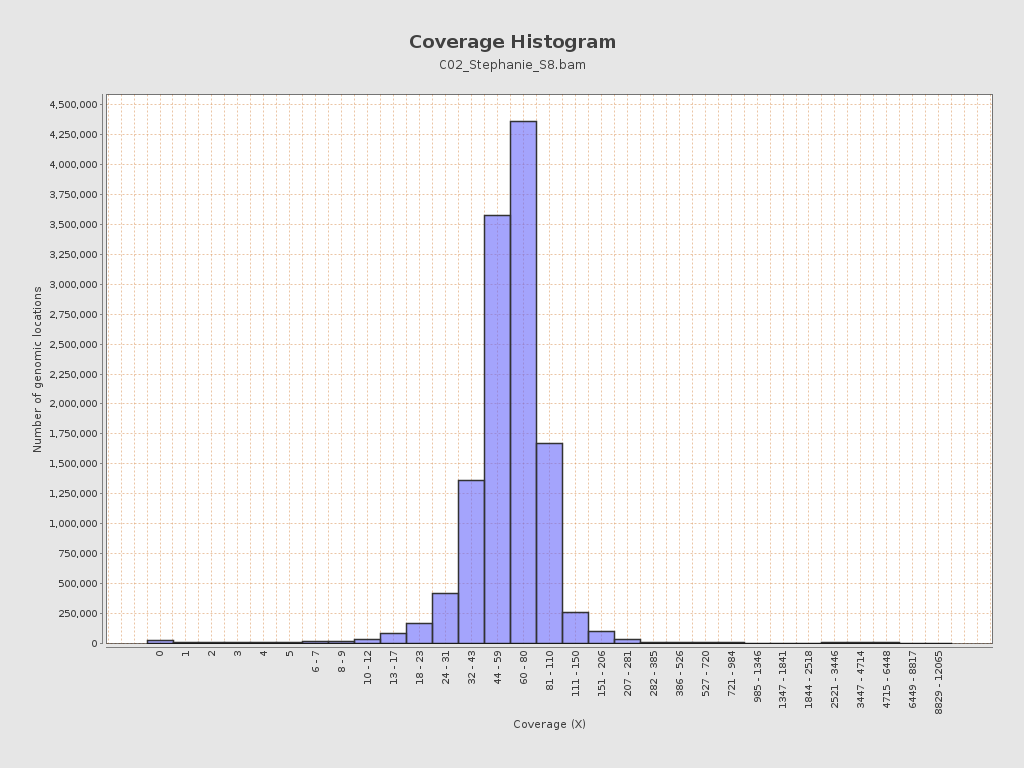 Coverage Histogram
C02_Stephanie_S8.bam
Number of genomic locations
4,500,000
4,250,000
4,000,000
3,750,000
3,500,000
3,250,000
3,000,000
2,750,000
2,500,000
2,250,000
2,000,000
1,750,000
1,500,000
1,250,000
1,000,000
750,000
500,000
250,000
0
0
1
2
3
4
5
6 - 7
8 - 9
10 - 12
13 - 17
18 - 23
24 - 31
32 - 43
44 - 59
60 - 80
81 - 110
111 - 150
151 - 206
207 - 281
282 - 385
386 - 526
527 - 720
721 - 984
985 - 1346
1347 - 1841
1844 - 2518
2521 - 3446
3447 - 4714
4715 - 6448
6449 - 8817
8829 - 12065
Coverage (X)